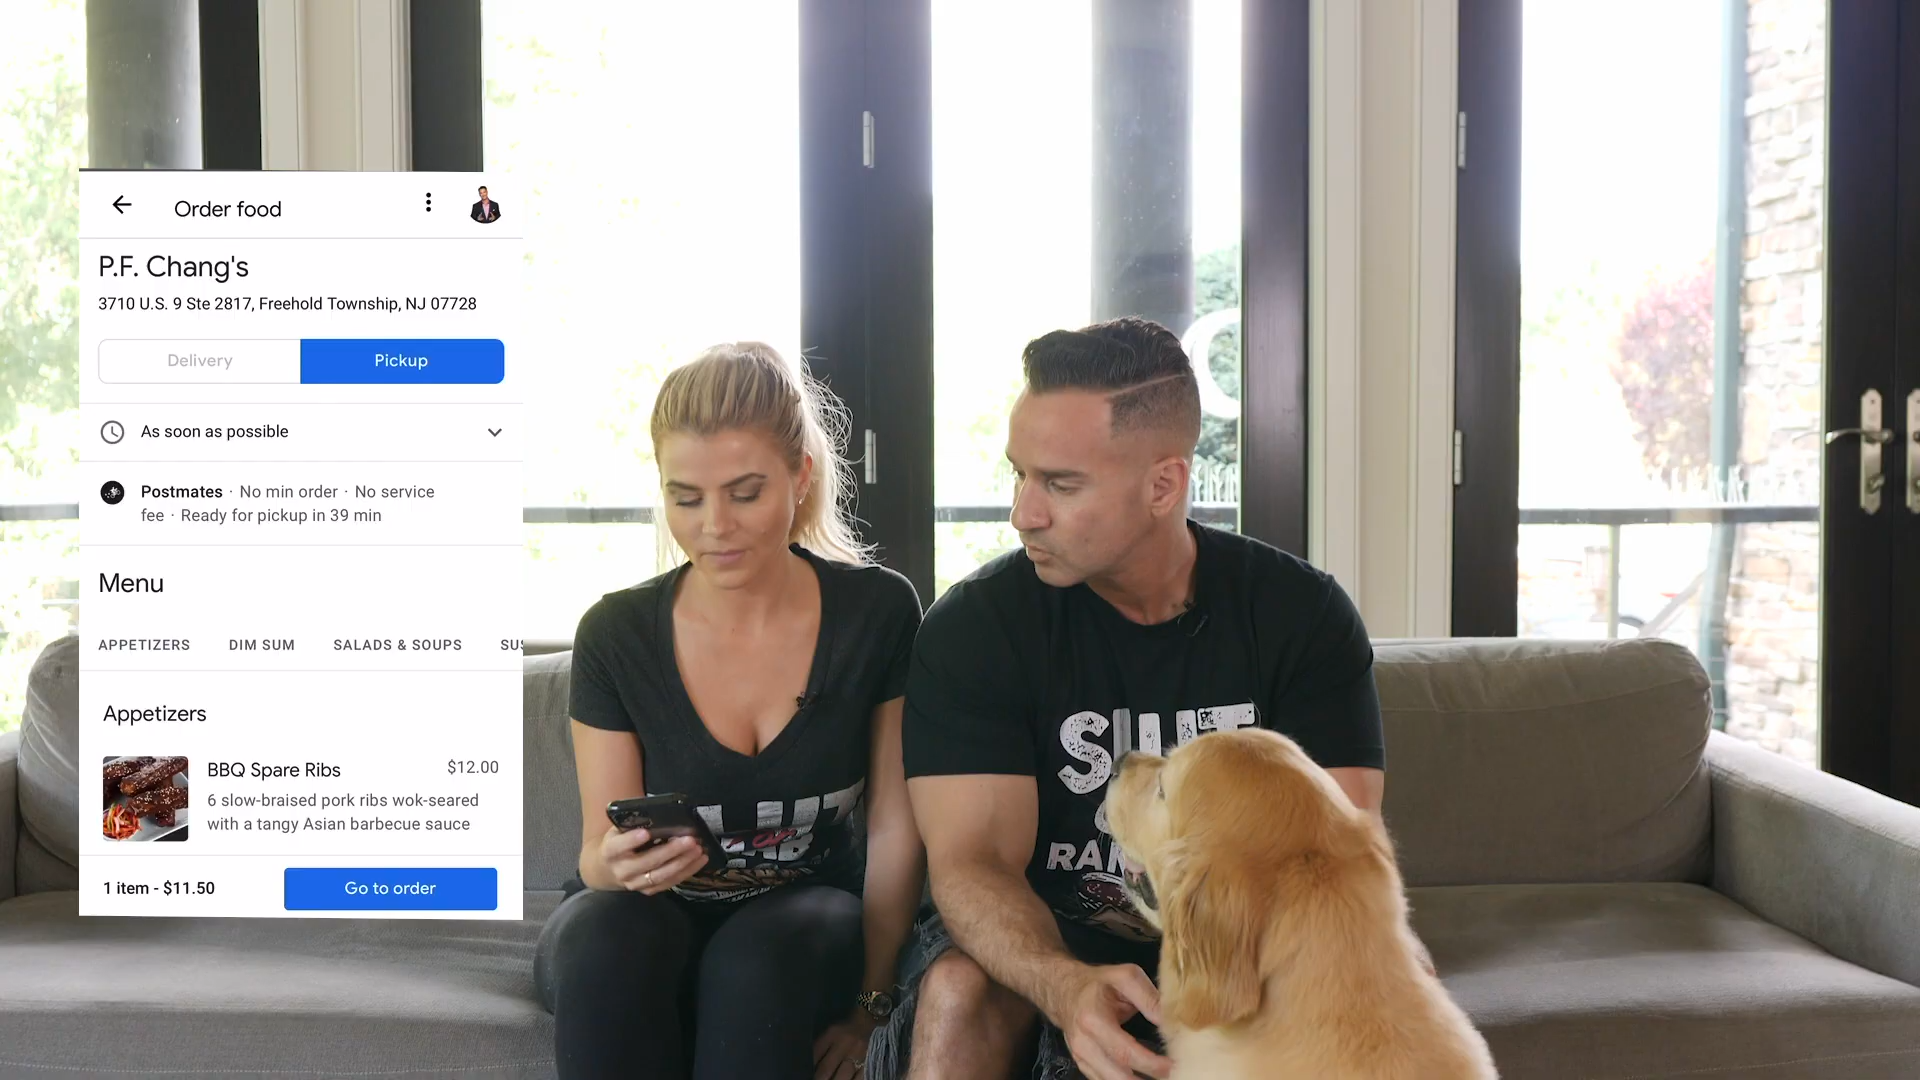 Order food
P.F. Chang's
3710 U.S. 9 Ste 2817, Freehold Township, NJ 07728
Delivery
Pickup
As soon as possible
Postmates · No min order · No service
fee · Ready for pickup in 39 min
Menu
APPETIZERS
DIM SUM
SALADS & SOUPS
Appetizers
BBQ Spare Ribs
$12.00
6 slow-braised pork ribs wok-seared
with a tangy Asian barbecue sauce
1 item - $11.50
Go to order